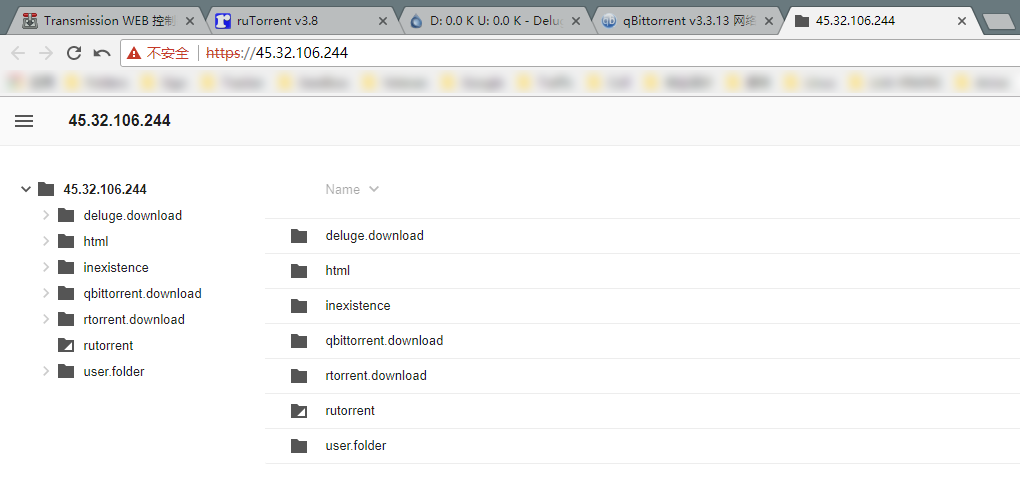 Transmission WEB 控制
ruTorrent v3.8
D: 0.0 K U: 0.0 K - Delug
qBittorrent v3.3.13 网络
45.32.106.244
不安全 https://45.32.106.244
45.32.106.244
45.32.106.244
deluge.download
html
inexistence
qbittorrent.download
rtorrent.download
rutorrent
user.folder
Name
deluge.download
html
inexistence
qbittorrent.download
rtorrent.download
rutorrent
user.folder